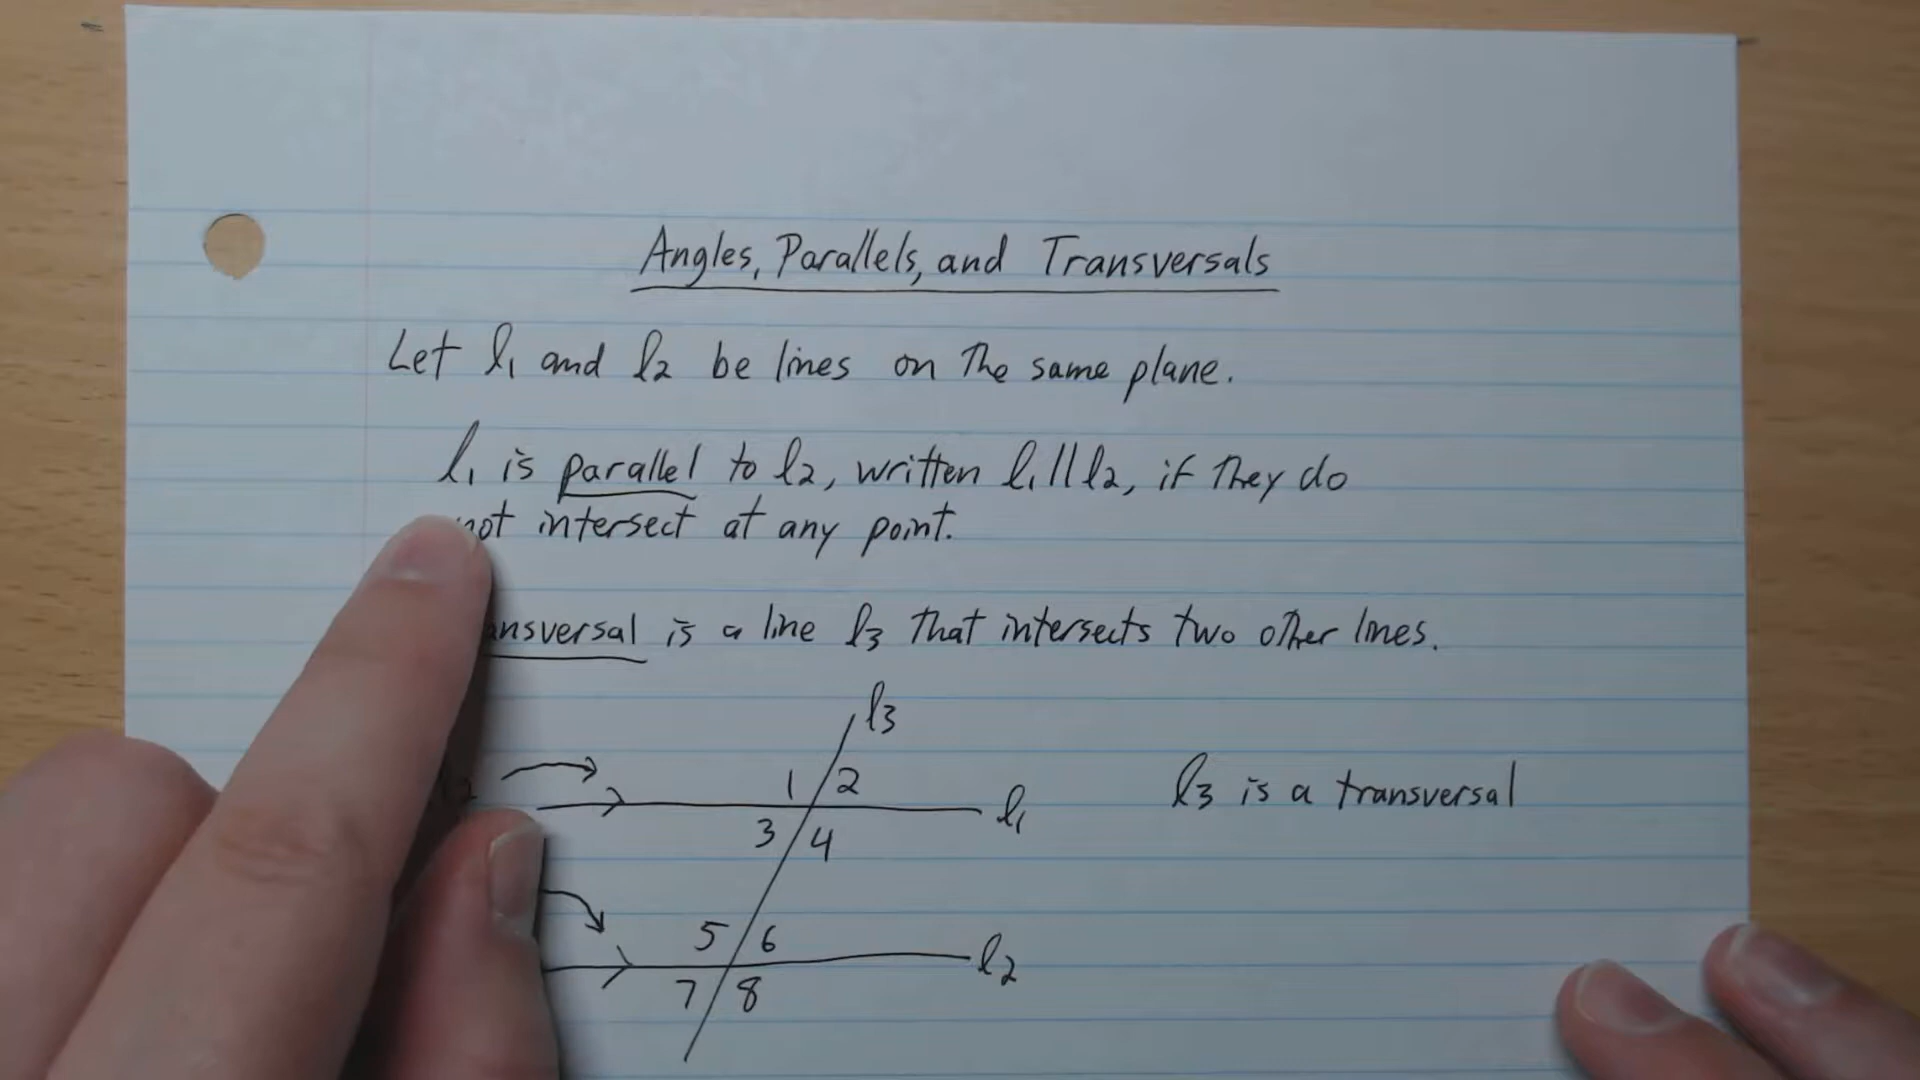 Angles, Parallels, and Transversals
Let l1 and l2 be lines on the same plane.
l1 is parallel to l2, written l1 || l2, if they do
not intersect at any point.
is a line l3 that intersects two other lines.
l3
1 2
l1
l3 is a transversal
3 4
5 6
l2
7 8